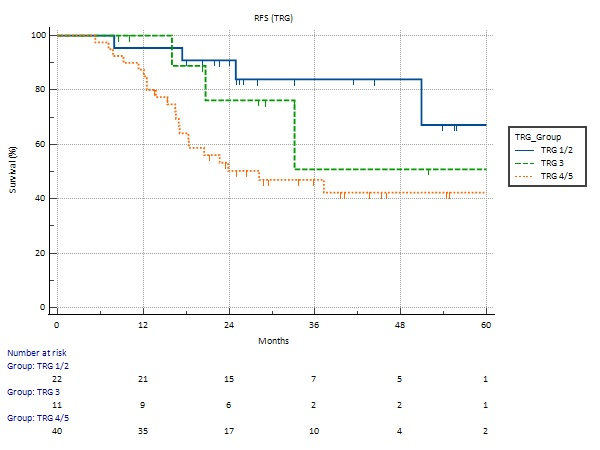 RFS (TRG)
100
80
60
40
20
0
Survival (%)
0 12 24 36 48 60
Months
TRG_Group
TRG 1/2
TRG 3
TRG 4/5
Number at risk
Group: TRG 1/2
22 21 15 7 5 1
Group: TRG 3
11 9 6 2 2 1
Group: TRG 4/5
40 35 17 10 4 2